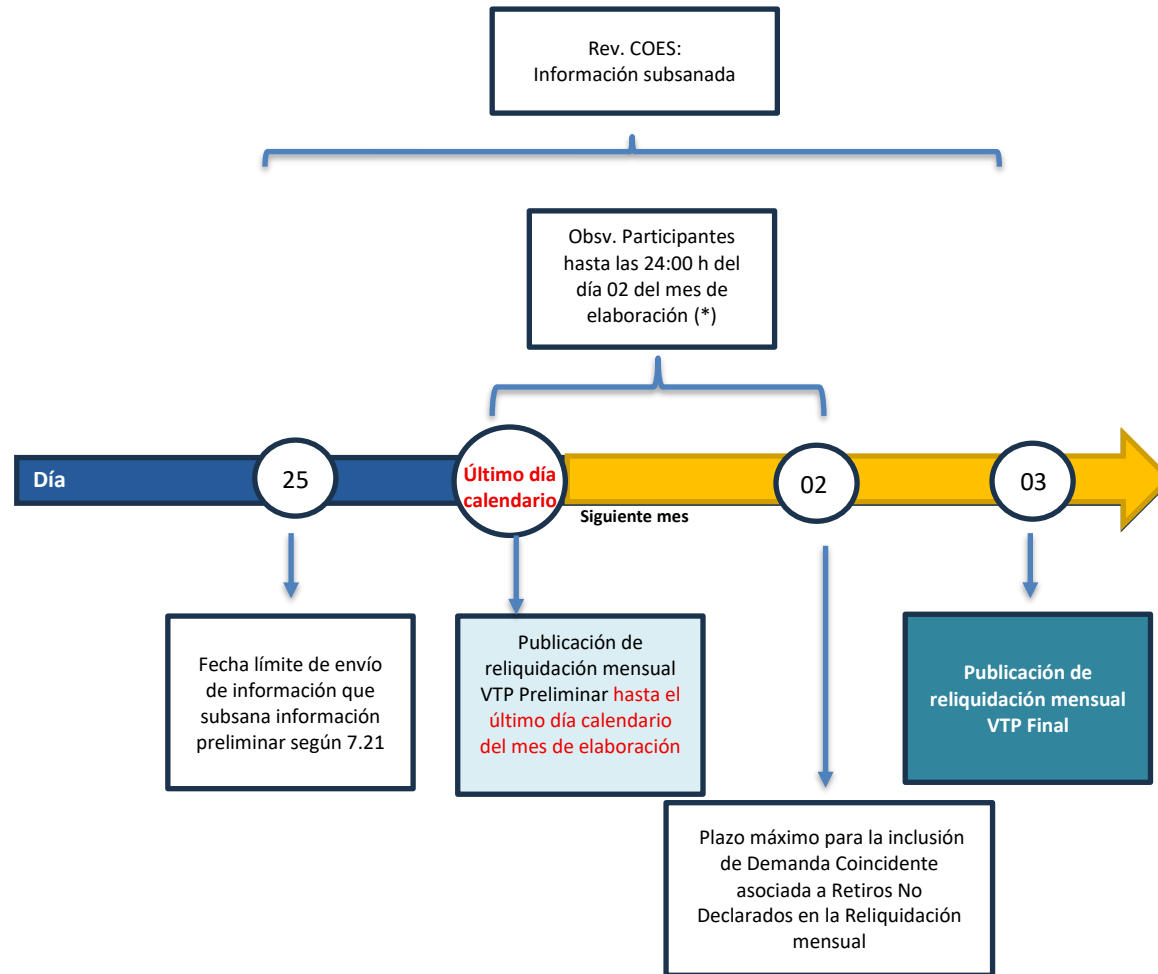 Rev. COES:
Información subsanada
Obsv. Participantes
hasta las 24:00 h del
día 02 del mes de
elaboración (*)
Día
25
Último día
calendario
Siguiente mes
02
03
Fecha límite de envío
de información que
subsana información
preliminar según 7.21
Publicación de
reliquidación mensual
VTP Preliminar hasta el
último día calendario
del mes de elaboración
Publicación de
reliquidación mensual
VTP Final
Plazo máximo para la inclusión
de Demanda Coincidente
asociada a Retiros No
Declarados en la Reliquidación
mensual